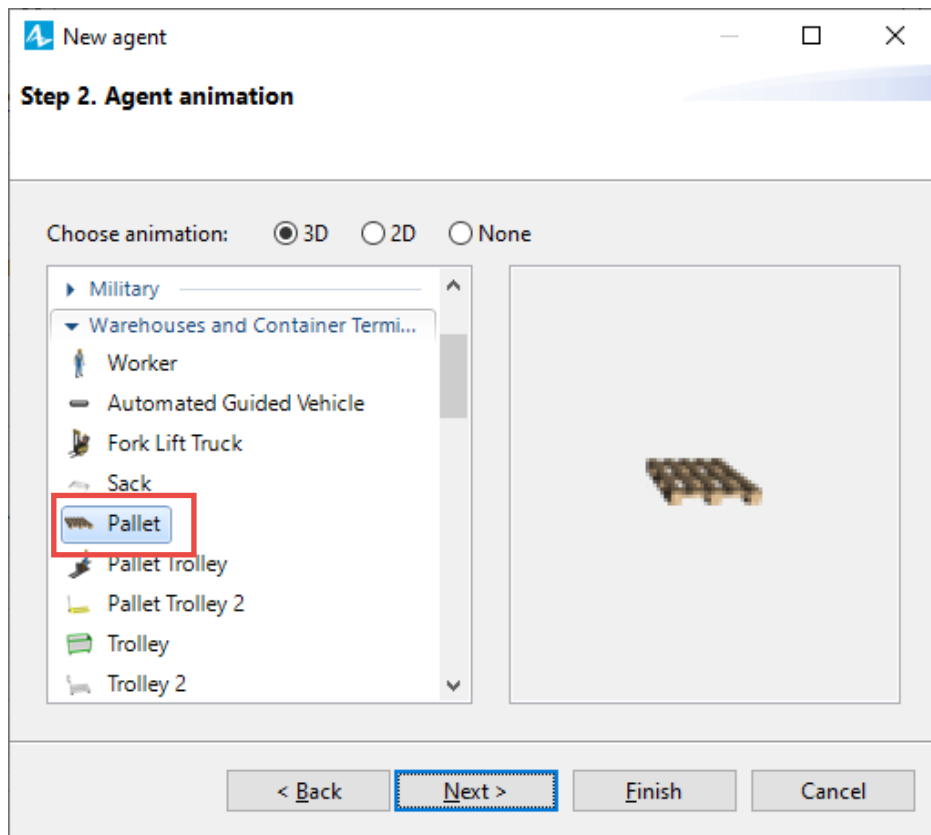 New agent
Step 2. Agent animation
Choose animation: 3D 2D None
Military
Warehouses and Container Termi...
Worker
Automated Guided Vehicle
Fork Lift Truck
Sack
Pallet
Pallet Trolley
Pallet Trolley 2
Trolley
Trolley 2
< Back Next > Finish Cancel